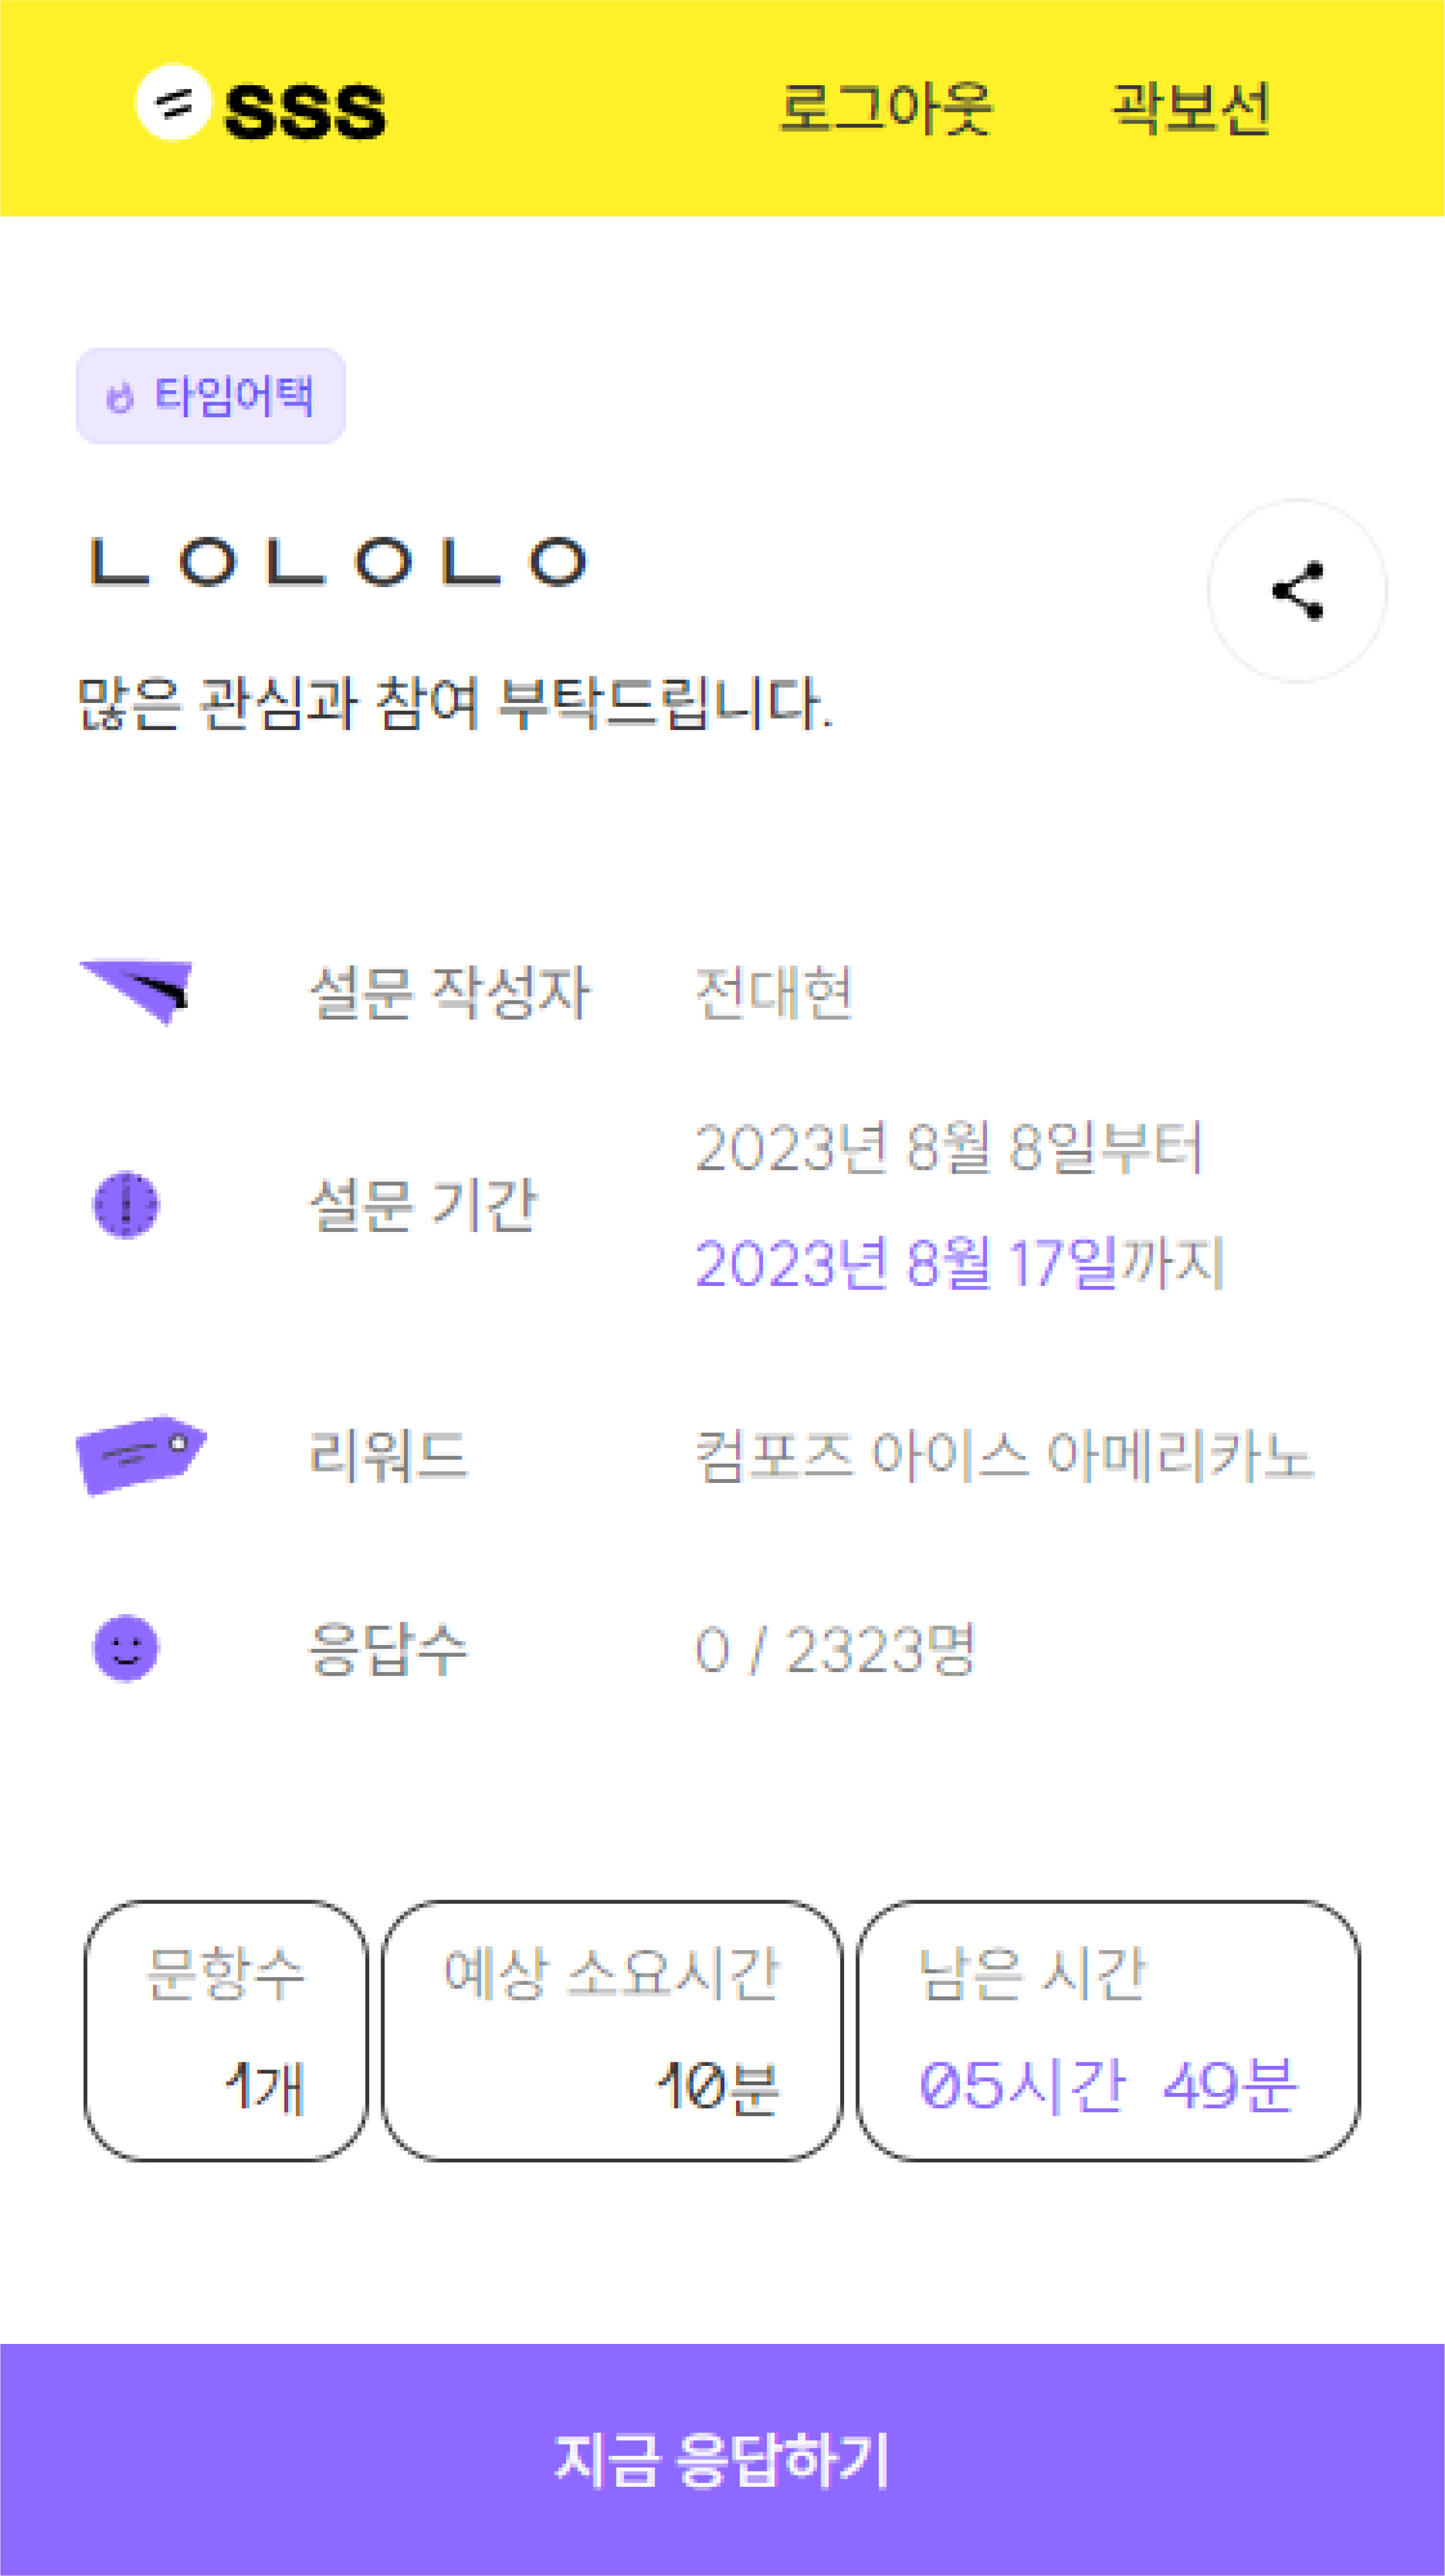 sss 로그아웃 곽보선
타임어택
ㄴㅇㄴㅇㄴㅇ
많은 관심과 참여 부탁드립니다.
설문 작성자 전대현
설문 기간 2023년 8월 8일부터
2023년 8월 17일까지
리워드 컴포즈 아이스 아메리카노
응답수 0 / 2323명
문항수 예상 소요시간 남은 시간
1개 10분 05시간 49분
지금 응답하기